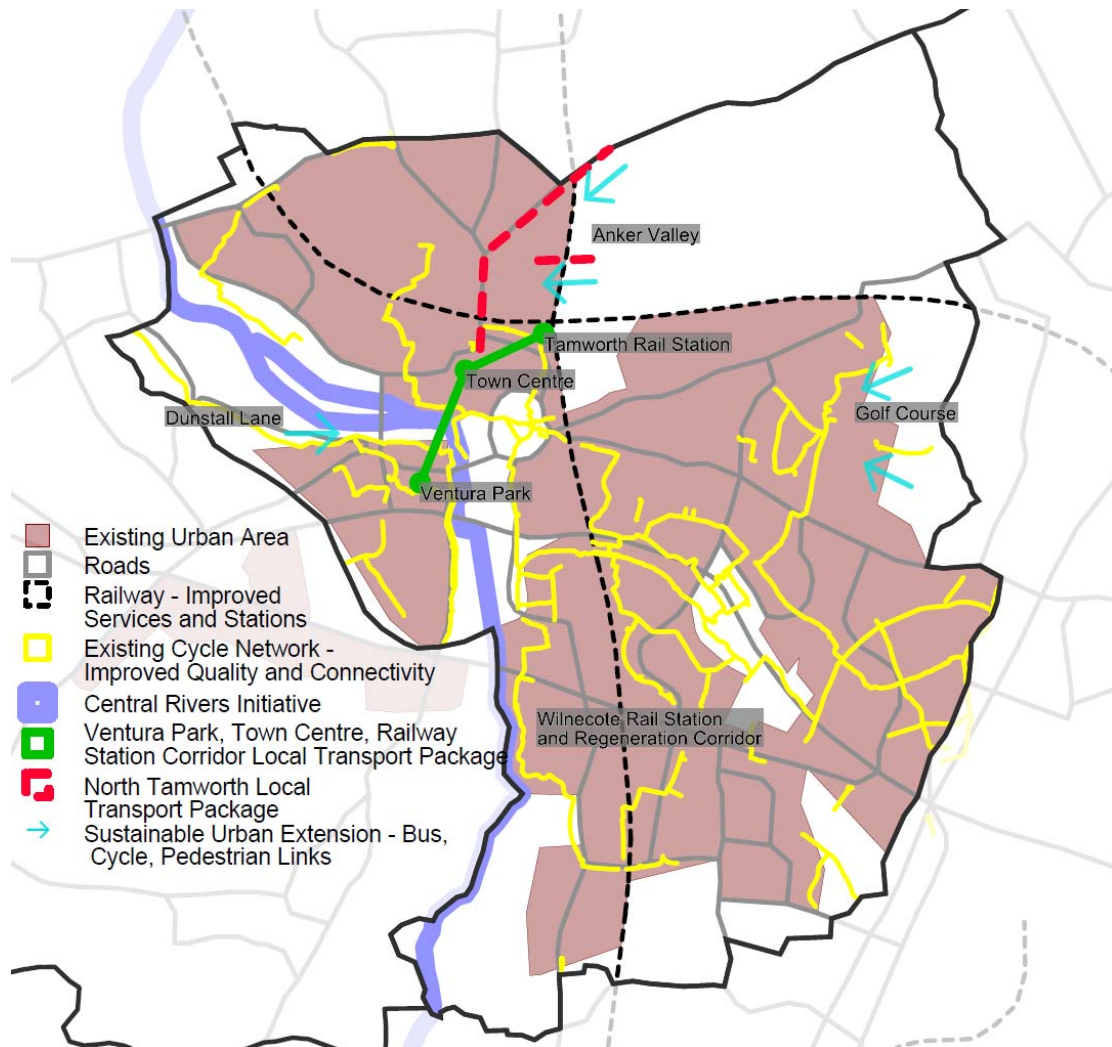 Anker Valley
Tamworth Rail Station
Town Centre
Dunstall Lane
Golf Course
Ventura Park
Existing Urban Area
Roads
Railway - Improved
Services and Stations
Existing Cycle Network -
Improved Quality and Connectivity
Central Rivers Initiative
Ventura Park, Town Centre, Railway
Station Corridor Local Transport Package
North Tamworth Local
Transport Package
Sustainable Urban Extension - Bus,
Cycle, Pedestrian Links
Wilnecote Rail Station
and Regeneration Corridor